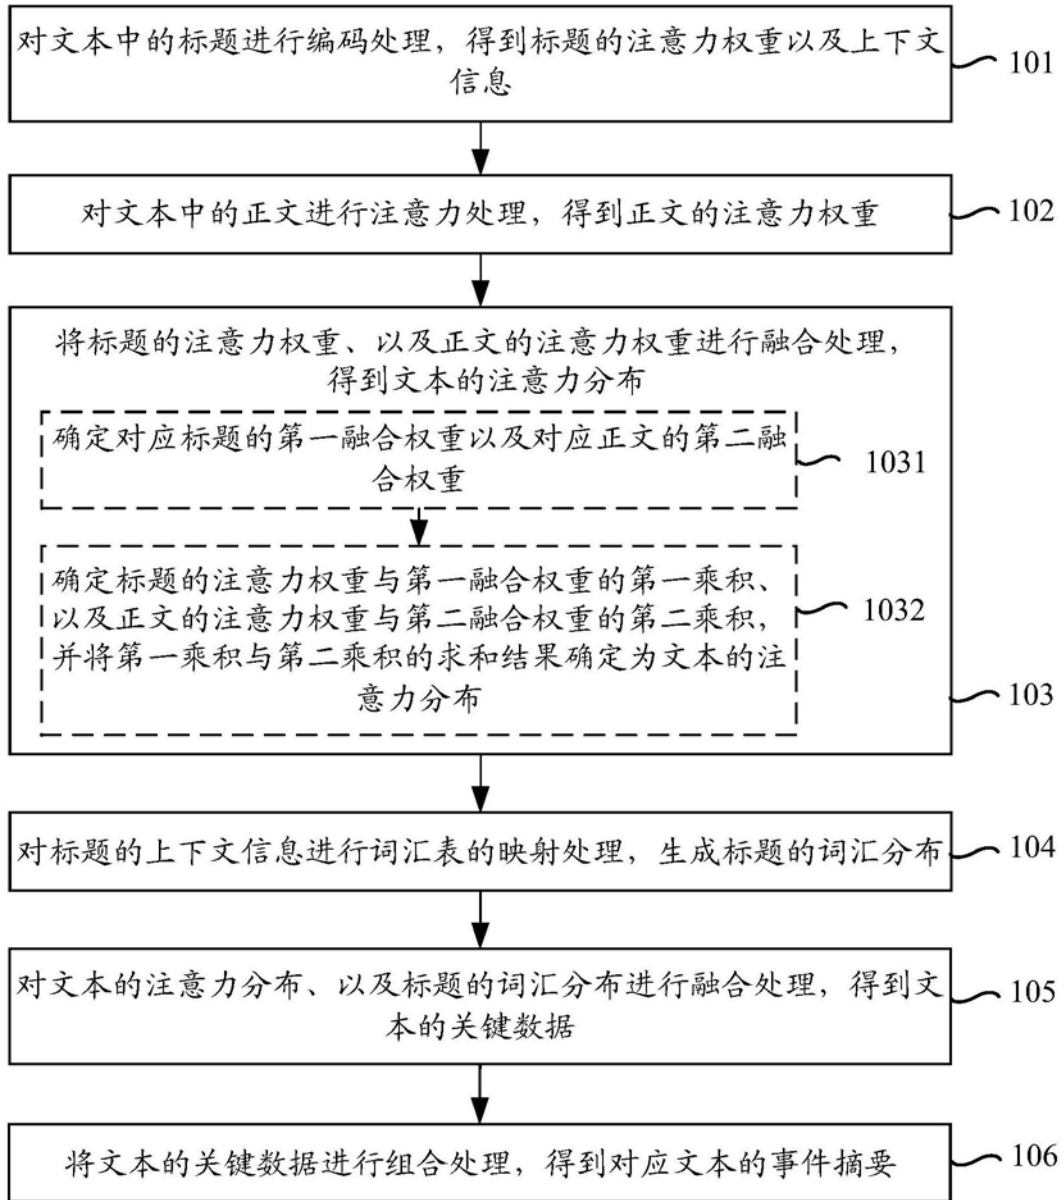 对文本中的标题进行编码处理，得到标题的注意力权重以及上下文
信息
101
对文本中的正文进行注意力处理，得到正文的注意力权重
102
将标题的注意力权重、以及正文的注意力权重进行融合处理，
得到文本的注意力分布
确定对应标题的第一融合权重以及对应正文的第二融
合权重
1031
确定标题的注意力权重与第一融合权重的第一乘积、
以及正文的注意力权重与第二融合权重的第二乘积，
并将第一乘积与第二乘积的求和结果确定为文本的注
意力分布
1032
103
对标题的上下文信息进行词汇表的映射处理，生成标题的词汇分布
104
对文本的注意力分布、以及标题的词汇分布进行融合处理，得到文
本的关键数据
105
将文本的关键数据进行组合处理，得到对应文本的事件摘要
106